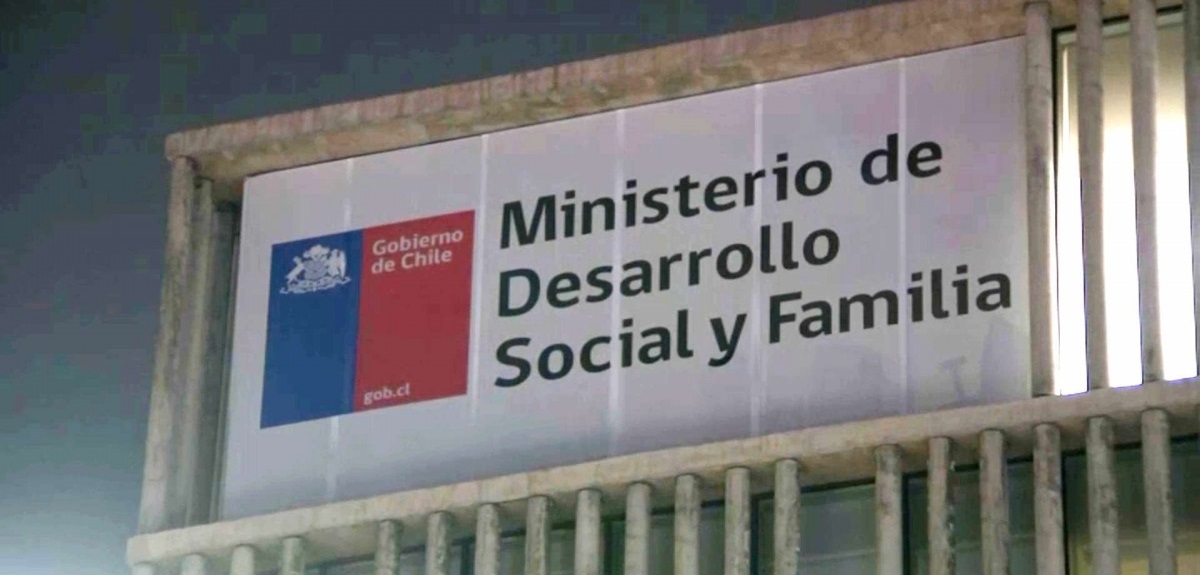 Gobierno
de Chile
gob.cl
Ministerio de
Desarrollo
Social y Familia